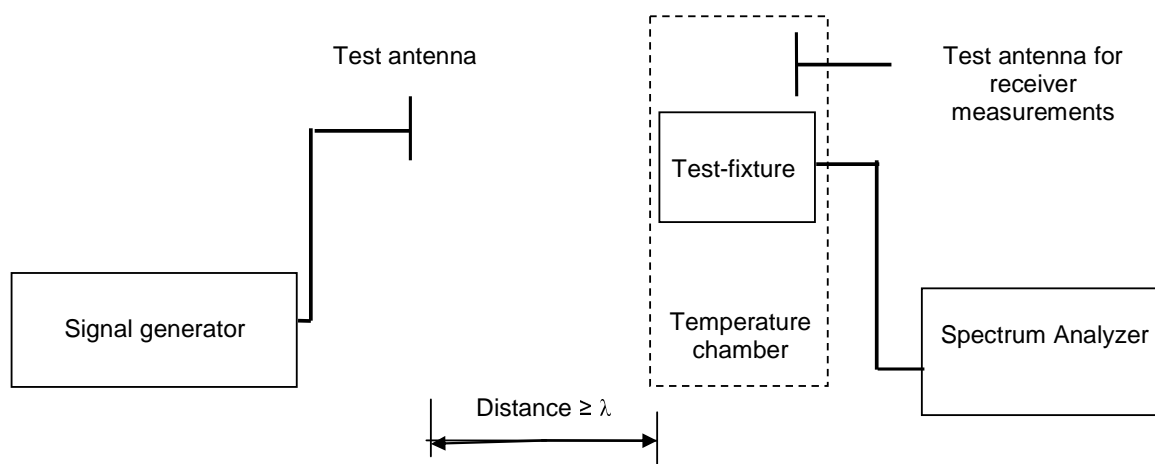 Test antenna
Test antenna for
receiver
measurements
Test-fixture
Signal generator
Temperature
chamber
Spectrum Analyzer
Distance ≥ λ